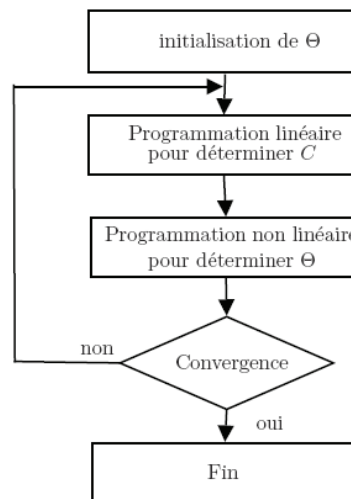 initialisation de Θ
Programmation linéaire
pour déterminer C
Programmation non linéaire
pour déterminer Θ
non
Convergence
oui
Fin